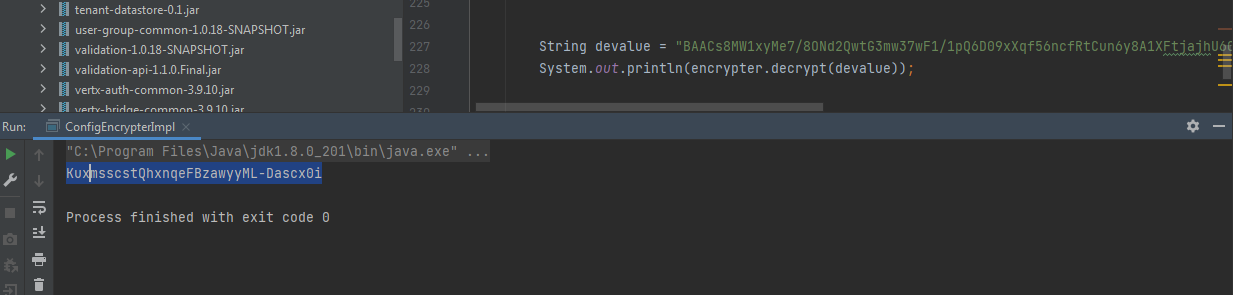 tenant-datastore-0.1.jar
user-group-common-1.0.18-SNAPSHOT.jar
validation-1.0.18-SNAPSHOT.jar
validation-api-1.1.0.Final.jar
vertx-auth-common-3.9.10.jar
vertx-bridge-common-3.9.10.jar
225
226
227 String devalue = "BAACs8MW1xyMe7/8ONd2QwtG3mw37wF1/1pQ6D09xXqf56ncfRtCun6y8A1XFtjajhU6
228 System.out.println(encrypter.decrypt(devalue));
229
230
Run: ConfigEncrypterImpl
"C:\Program Files\Java\jdk1.8.0_201\bin\java.exe" ...
KuxmsscstQhxnqeFBzawyyML-Dascx0i
Process finished with exit code 0